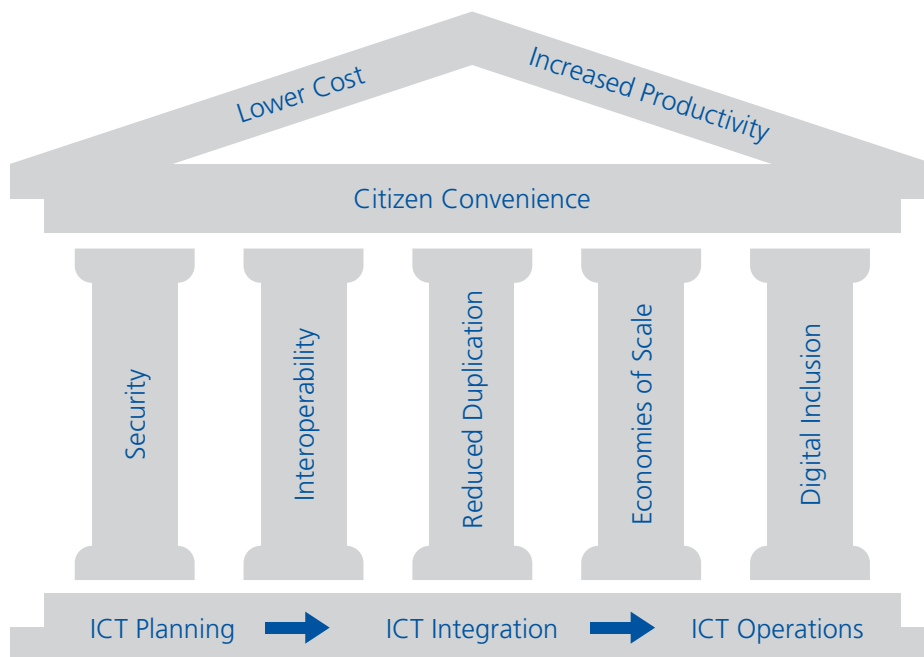 Lower Cost
Increased Productivity
Citizen Convenience
Security
Interoperability
Reduced Duplication
Economies of Scale
Digital Inclusion
ICT Planning
ICT Integration
ICT Operations